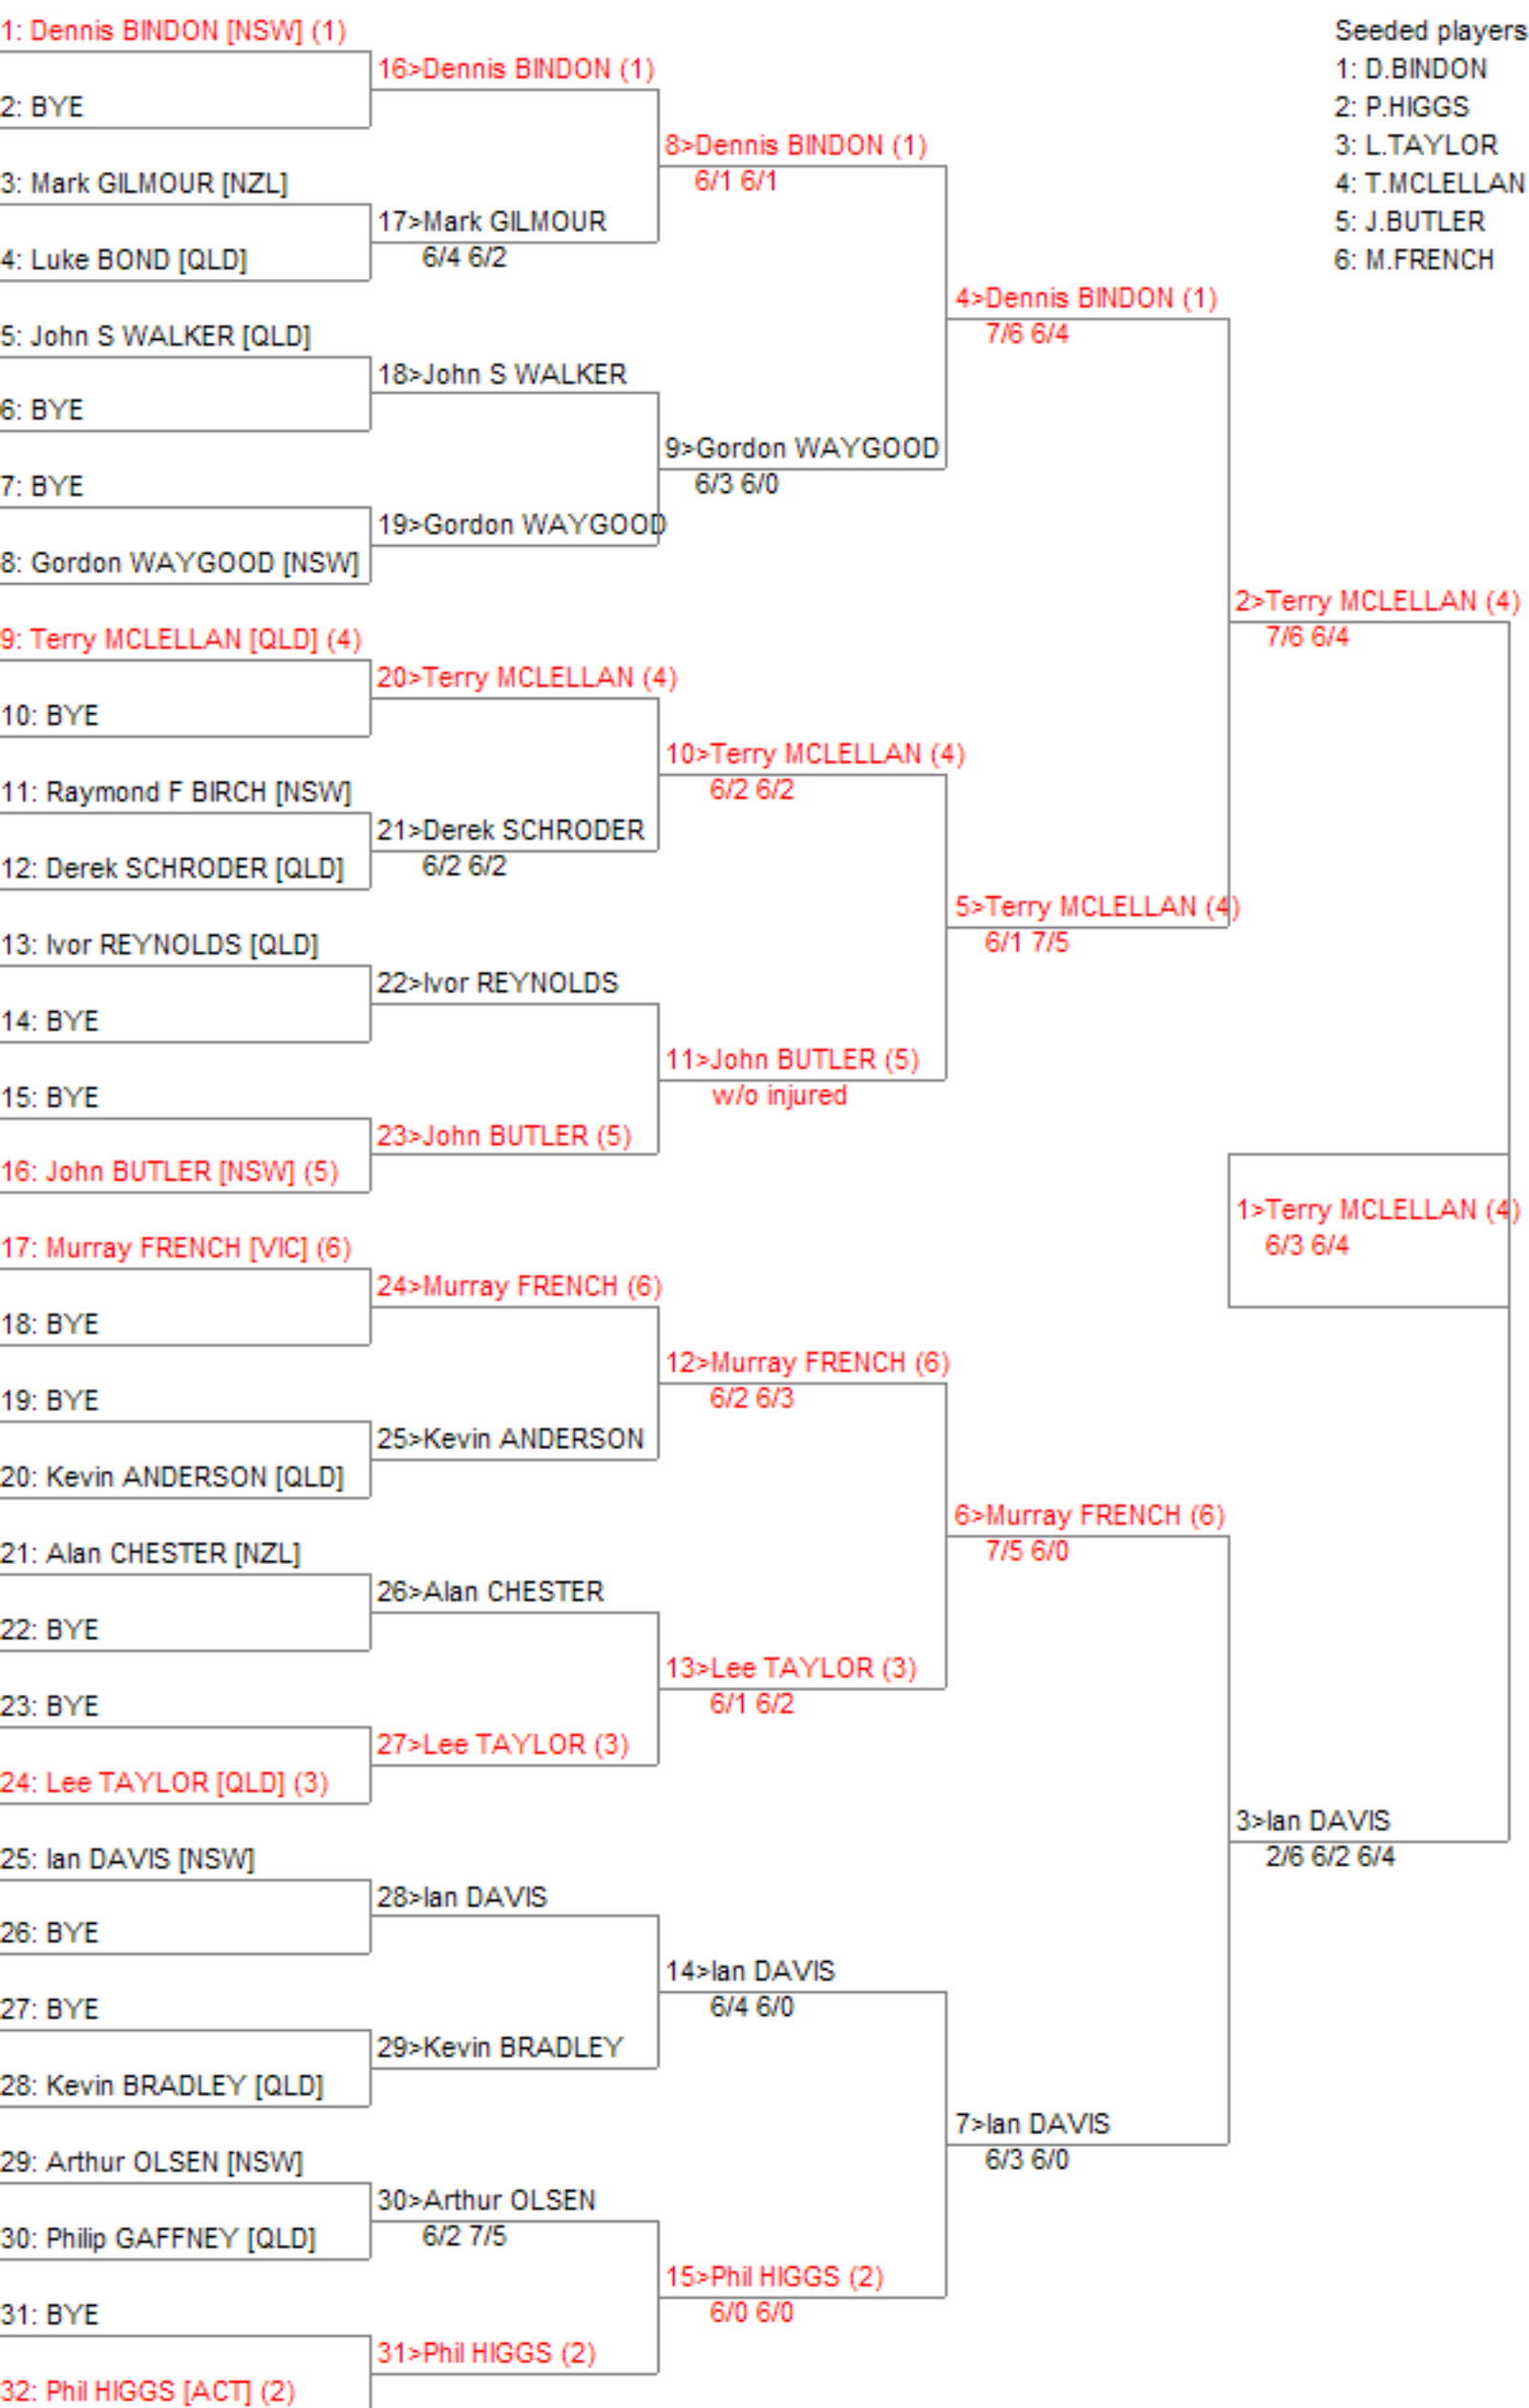 1: Dennis BINDON [NSW] (1)
2: BYE
3: Mark GILMOUR [NZL]
4: Luke BOND [QLD]
5: John S WALKER [QLD]
6: BYE
7: BYE
8: Gordon WAYGOOD [NSW]
9: Terry MCLELLAN [QLD] (4)
10: BYE
11: Raymond F BIRCH [NSW]
12: Derek SCHRODER [QLD]
13: Ivor REYNOLDS [QLD]
14: BYE
15: BYE
16: John BUTLER [NSW] (5)
17: Murray FRENCH [VIC] (6)
18: BYE
19: BYE
20: Kevin ANDERSON [QLD]
21: Alan CHESTER [NZL]
22: BYE
23: BYE
24: Lee TAYLOR [QLD] (3)
25: Ian DAVIS [NSW]
26: BYE
27: BYE
28: Kevin BRADLEY [QLD]
29: Arthur OLSEN [NSW]
30: Philip GAFFNEY [QLD]
31: BYE
32: Phil HIGGS [ACT] (2)
16>Dennis BINDON (1)
17>Mark GILMOUR
6/4 6/2
18>John S WALKER
19>Gordon WAYGOOD
20>Terry MCLELLAN (4)
21>Derek SCHRODER
6/2 6/2
22>Ivor REYNOLDS
23>John BUTLER (5)
24>Murray FRENCH (6)
25>Kevin ANDERSON
26>Alan CHESTER
27>Lee TAYLOR (3)
28>Ian DAVIS
29>Kevin BRADLEY
30>Arthur OLSEN
6/2 7/5
31>Phil HIGGS (2)
8>Dennis BINDON (1)
6/1 6/1
9>Gordon WAYGOOD
6/3 6/0
10>Terry MCLELLAN (4)
6/2 6/2
11>John BUTLER (5)
w/o injured
12>Murray FRENCH (6)
6/2 6/3
13>Lee TAYLOR (3)
6/1 6/2
14>Ian DAVIS
6/4 6/0
15>Phil HIGGS (2)
6/0 6/0
4>Dennis BINDON (1)
7/6 6/4
5>Terry MCLELLAN (4)
6/1 7/5
6>Murray FRENCH (6)
7/5 6/0
7>Ian DAVIS
6/3 6/0
2>Terry MCLELLAN (4)
7/6 6/4
3>Ian DAVIS
2/6 6/2 6/4
1>Terry MCLELLAN (4)
6/3 6/4
Seeded players
1: D.BINDON
2: P.HIGGS
3: L.TAYLOR
4: T.MCLELLAN
5: J.BUTLER
6: M.FRENCH